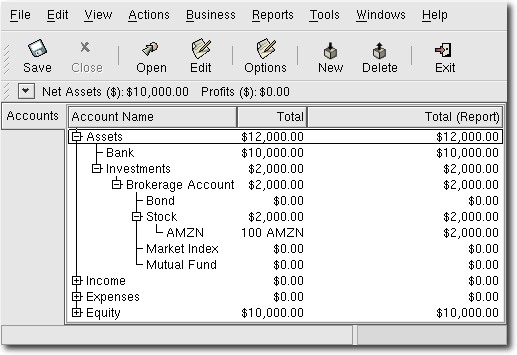 File Edit View Actions Business Reports Tools Windows Help
Save Close Open Edit Options New Delete Exit
Net Assets ($): $10,000.00 Profits ($): $0.00
Accounts
Account Name Total Total (Report)
Assets $12,000.00 $12,000.00
Bank $10,000.00 $10,000.00
Investments $2,000.00 $2,000.00
Brokerage Account $2,000.00 $2,000.00
Bond $0.00 $0.00
Stock $2,000.00 $2,000.00
AMZN 100 AMZN $2,000.00
Market Index $0.00 $0.00
Mutual Fund $0.00 $0.00
Income $0.00 $0.00
Expenses $0.00 $0.00
Equity $10,000.00 $10,000.00